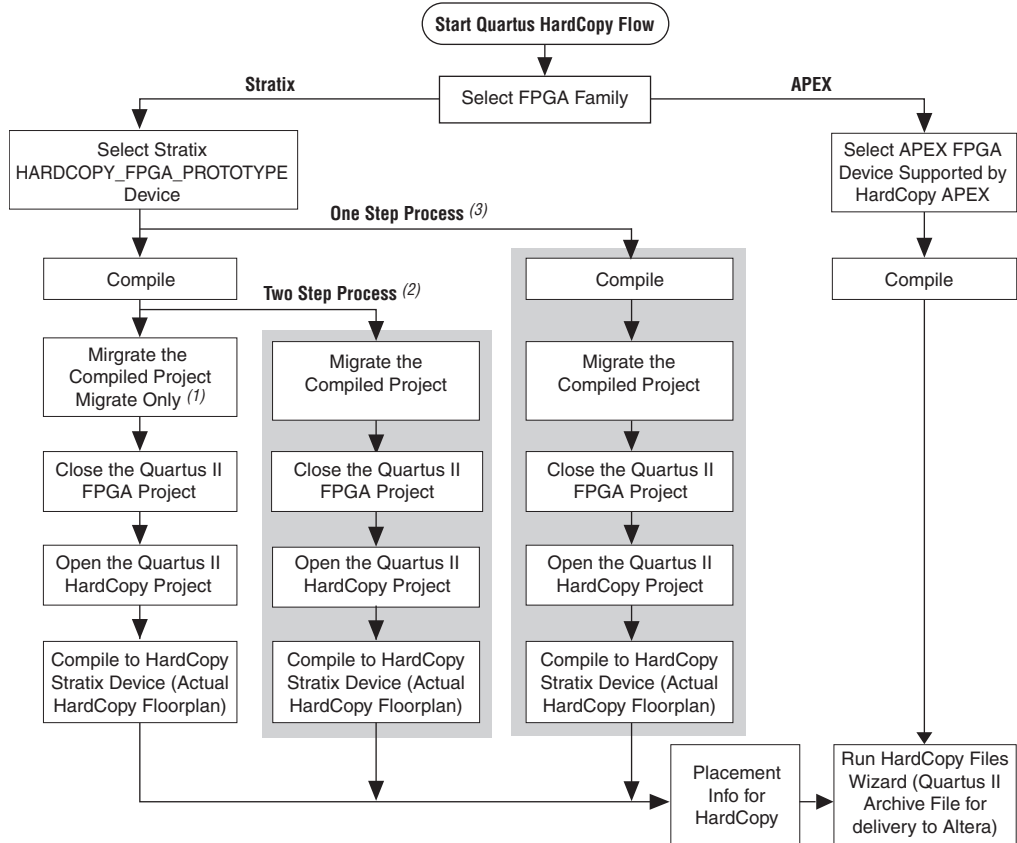 Start Quartus HardCopy Flow
Stratix
APEX
Select FPGA Family
Select Stratix
HARDCOPY_FPGA_PROTOTYPE
Device
Select APEX FPGA
Device Supported by
HardCopy APEX
One Step Process (3)
Compile
Compile
Compile
Two Step Process (2)
Mirgrate the
Compiled Project
Migrate Only (1)
Migrate the
Compiled Project
Migrate the
Compiled Project
Close the Quartus II
FPGA Project
Close the Quartus II
FPGA Project
Close the Quartus II
FPGA Project
Open the Quartus II
HardCopy Project
Open the Quartus II
HardCopy Project
Open the Quartus II
HardCopy Project
Compile to HardCopy
Stratix Device (Actual
HardCopy Floorplan)
Compile to HardCopy
Stratix Device (Actual
HardCopy Floorplan)
Compile to HardCopy
Stratix Device (Actual
HardCopy Floorplan)
Placement
Info for
HardCopy
Run HardCopy Files
Wizard (Quartus II
Archive File for
delivery to Altera)